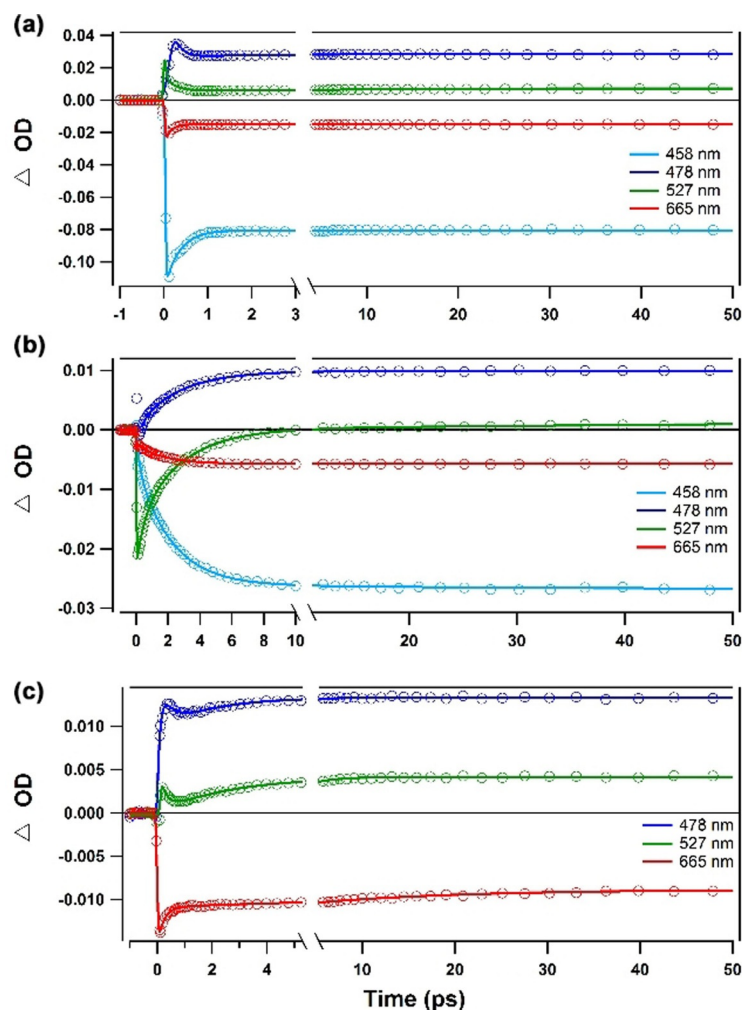 (a)
0.04
0.02
0.00
-0.02
-0.04
-0.06
-0.08
-0.10
△ OD
458 nm
478 nm
527 nm
665 nm
-1 0 1 2 3 10 20 30 40 50
(b)
0.01
0.00
-0.01
-0.02
-0.03
△ OD
458 nm
478 nm
527 nm
665 nm
0 2 4 6 8 10 20 30 40 50
(c)
0.010
0.005
0.000
-0.005
-0.010
△ OD
478 nm
527 nm
665 nm
0 2 4 10 20 30 40 50
Time (ps)